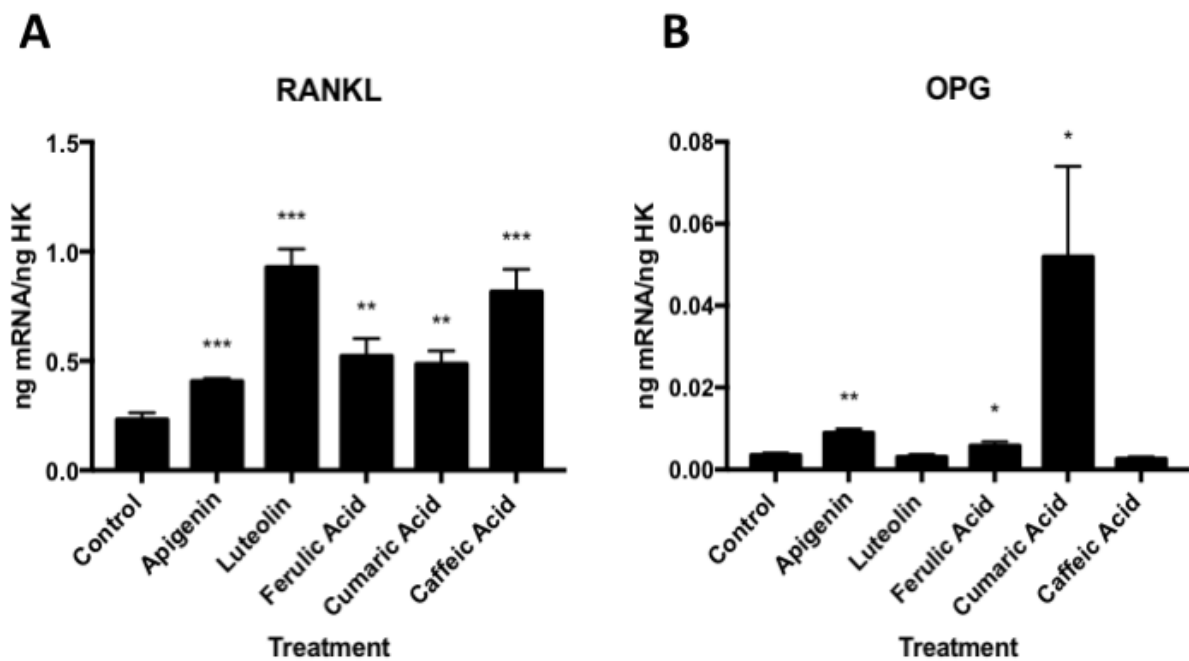 A
RANKL
ng mRNA/ng HK
1.5
1.0
0.5
0.0
***
***
**
**
***
Control
Apigenin
Luteolin
Ferulic Acid
Cumaric Acid
Caffeic Acid
Treatment
B
OPG
ng mRNA/ng HK
0.08
0.06
0.04
0.02
0.00
**
*
*
Control
Apigenin
Luteolin
Ferulic Acid
Cumaric Acid
Caffeic Acid
Treatment